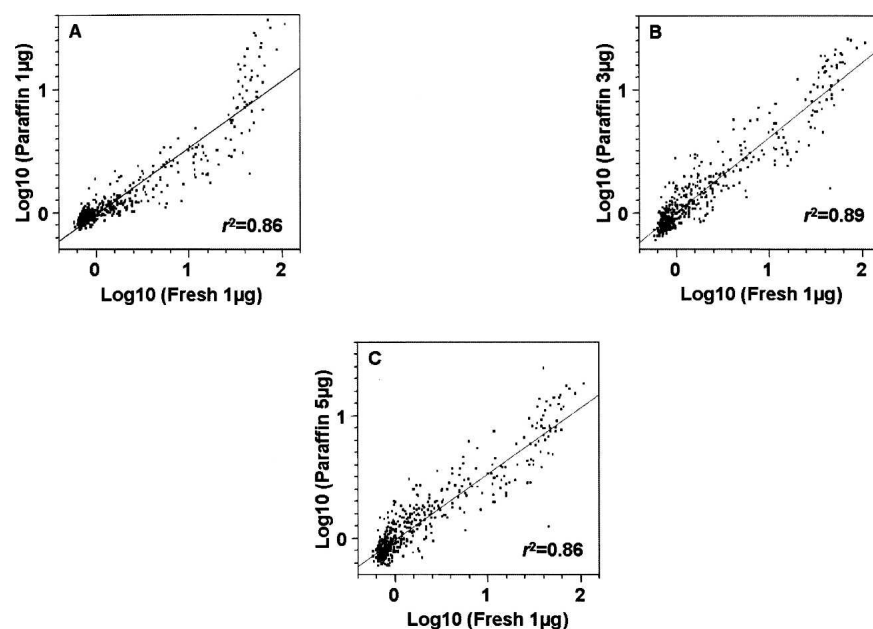 A
Log10 (Paraffin 1µg)
1
0
r²=0.86
0 1 2
Log10 (Fresh 1µg)
B
Log10 (Paraffin 3µg)
1
0
r²=0.89
0 1 2
Log10 (Fresh 1µg)
C
Log10 (Paraffin 5µg)
1
0
r²=0.86
0 1 2
Log10 (Fresh 1µg)